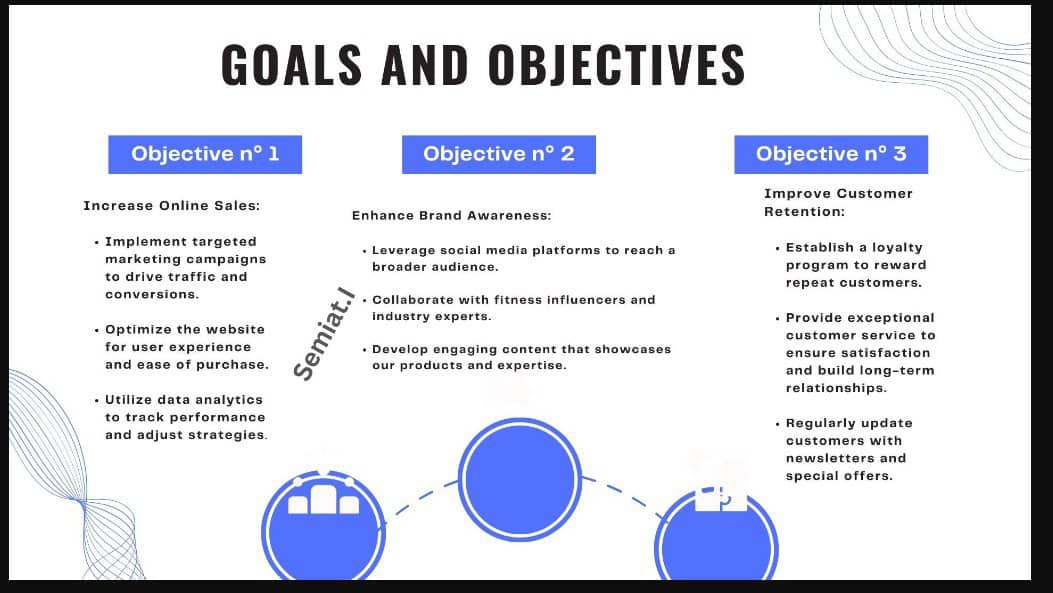 GOALS AND OBJECTIVES
Objective n° 1
Increase Online Sales:
• Implement targeted
marketing campaigns
to drive traffic and
conversions.
• Optimize the website
for user experience
and ease of purchase.
• Utilize data analytics
to track performance
and adjust strategies.
Objective n° 2
Enhance Brand Awareness:
• Leverage social media platforms to reach a
broader audience.
• Collaborate with fitness influencers and
industry experts.
• Develop engaging content that showcases
our products and expertise.
Semiat.I
Objective n° 3
Improve Customer
Retention:
• Establish a loyalty
program to reward
repeat customers.
• Provide exceptional
customer service to
ensure satisfaction
and build long-term
relationships.
• Regularly update
customers with
newsletters and
special offers.